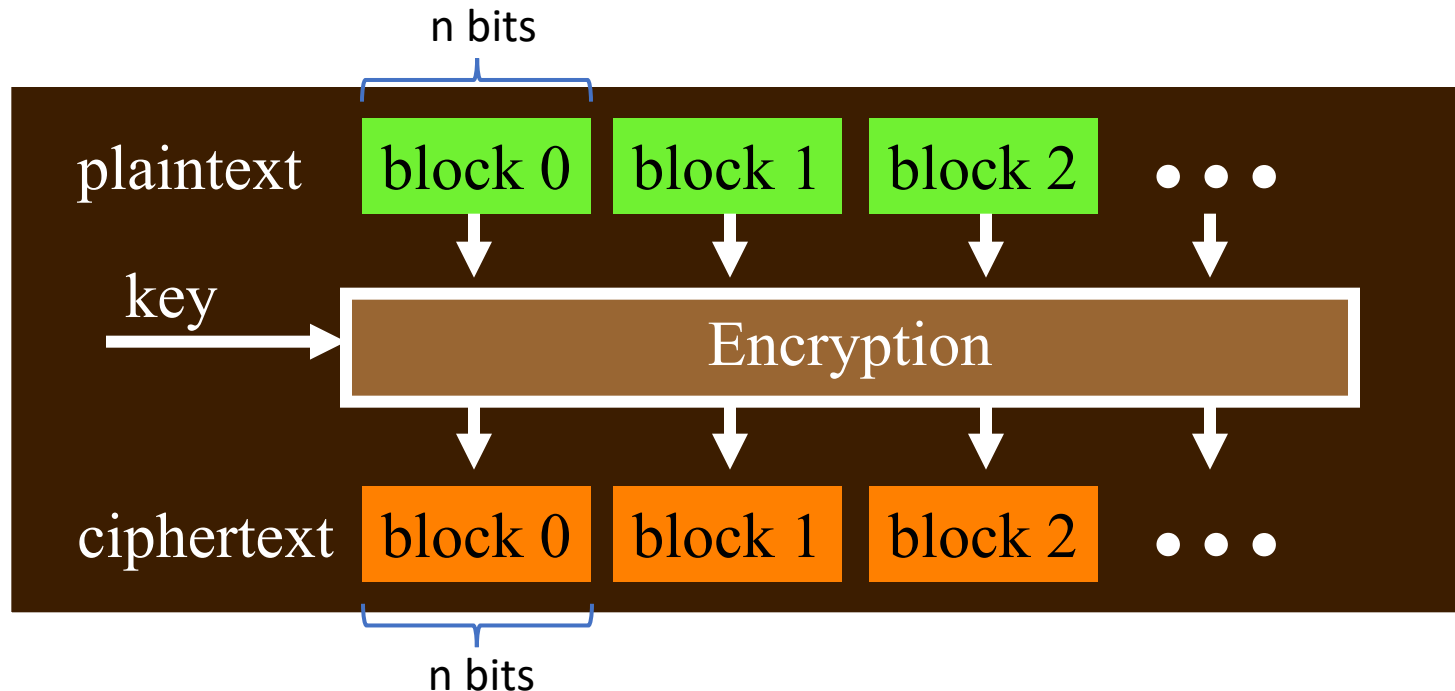 n bits
plaintext block 0 block 1 block 2 • • •
key
Encryption
ciphertext block 0 block 1 block 2 • • •
n bits